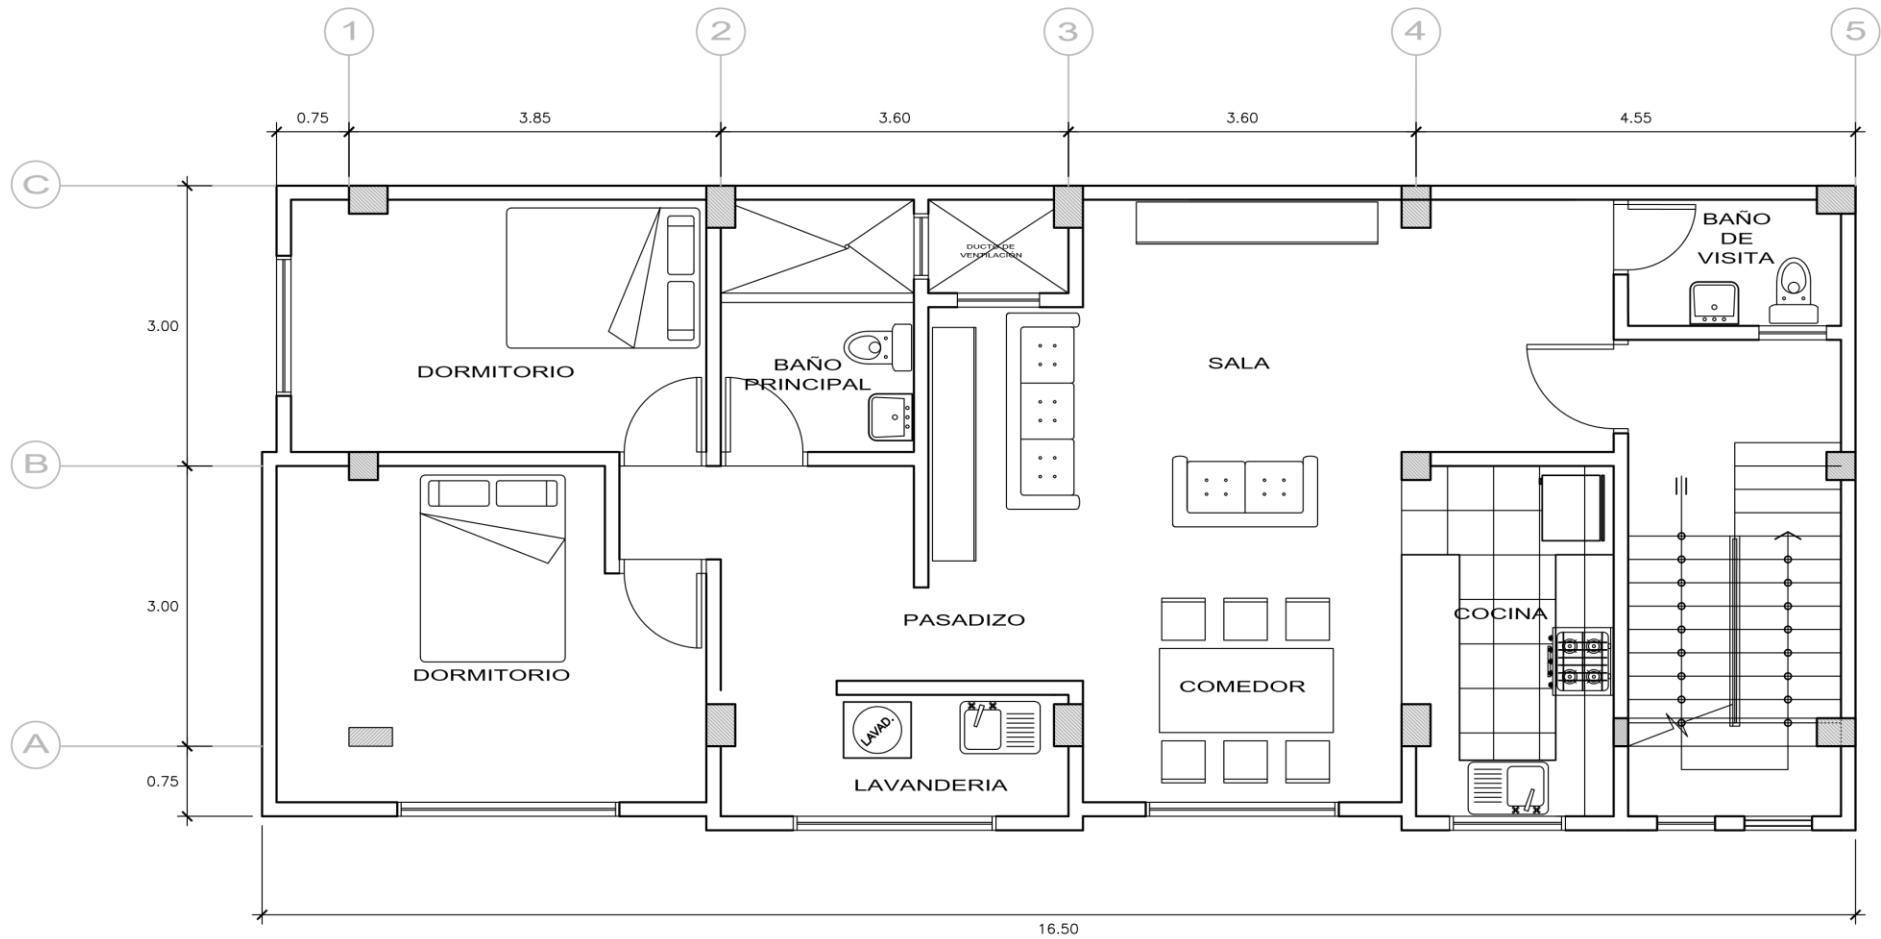 1
2
3
4
5
0.75
3.85
3.60
3.60
4.55
C
BAÑO
DE
VISITA
DUCTO DE
VENTILACIÓN
3.00
SALA
BAÑO
PRINCIPAL
DORMITORIO
B
3.00
COCINA
PASADIZO
DORMITORIO
COMEDOR
LAVAD.
A
0.75
LAVANDERIA
16.50